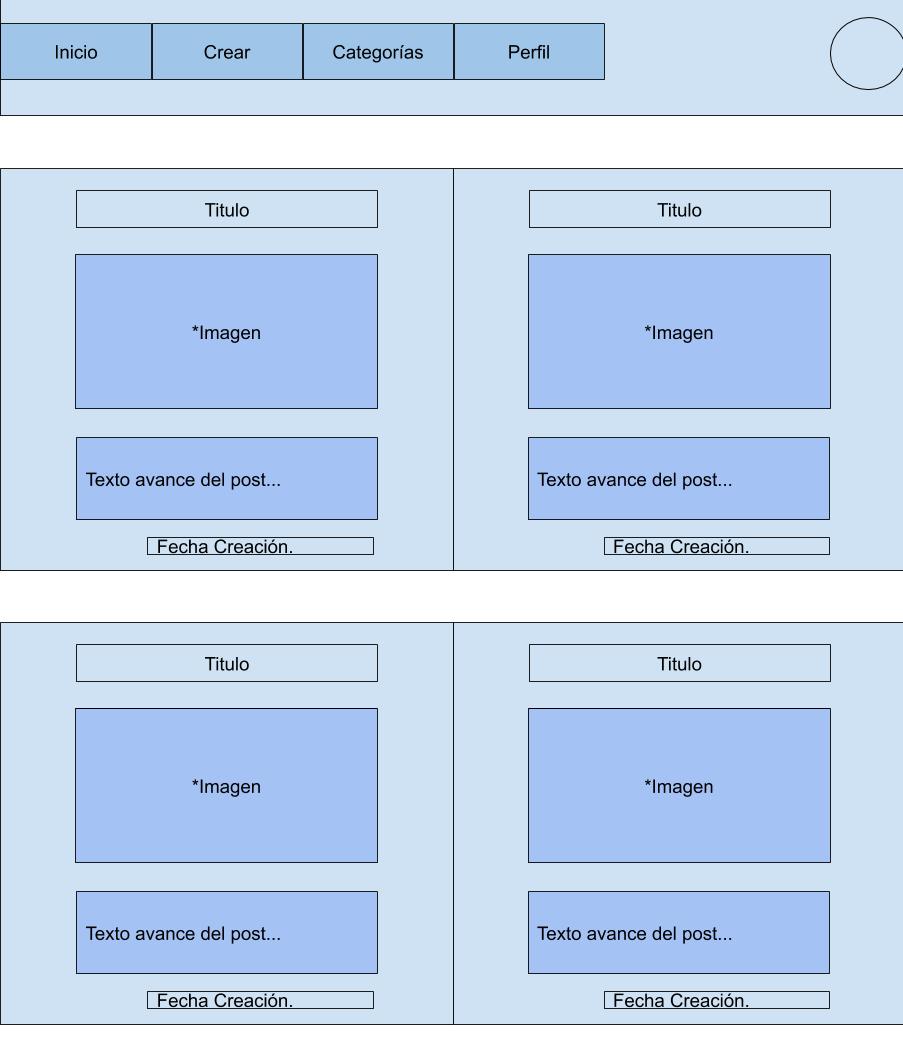 Inicio
Crear
Categorías
Perfil
Titulo
Titulo
*Imagen
*Imagen
Texto avance del post...
Texto avance del post...
Fecha Creación.
Fecha Creación.
Titulo
Titulo
*Imagen
*Imagen
Texto avance del post...
Texto avance del post...
Fecha Creación.
Fecha Creación.